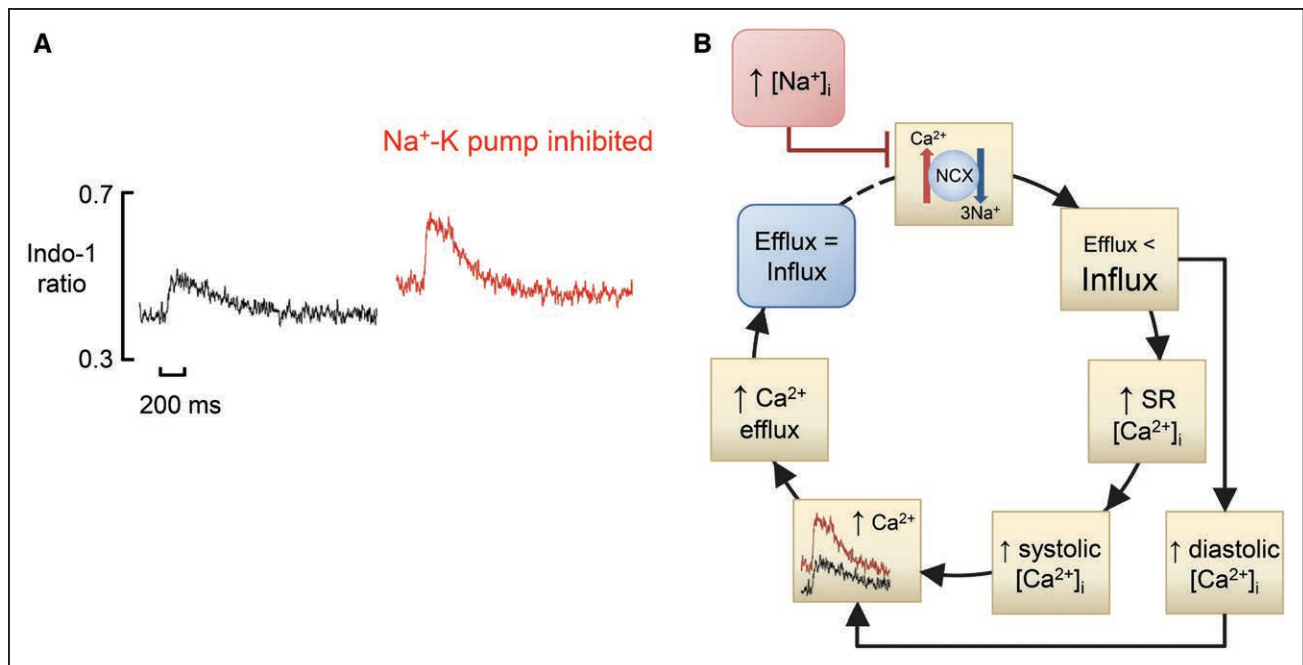 A
Na⁺-K pump inhibited
0.7
Indo-1
ratio
0.3
200 ms
B
↑ [Na⁺]ᵢ
Ca²⁺
NCX
3Na⁺
Efflux <
Influx
↑ SR
[Ca²⁺]ᵢ
↑ diastolic
[Ca²⁺]ᵢ
↑ systolic
[Ca²⁺]ᵢ
↑ Ca²⁺
↑ Ca²⁺
efflux
Efflux =
Influx